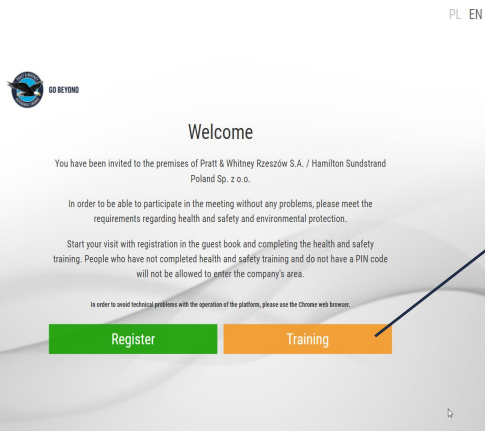 PL EN
GO BEYOND
Welcome
You have been invited to the premises of Pratt & Whitney Rzeszów S.A. / Hamilton Sundstrand
Poland Sp. z o.o.
In order to be able to participate in the meeting without any problems, please meet the
requirements regarding health and safety and environmental protection.
Start your visit with registration in the guest book and completing the health and safety
training. People who have not completed health and safety training and do not have a PIN code
will not be allowed to enter the company's area.
In order to avoid technical problems with the operation of the platform, please use the Chrome web browser.
Register
Training